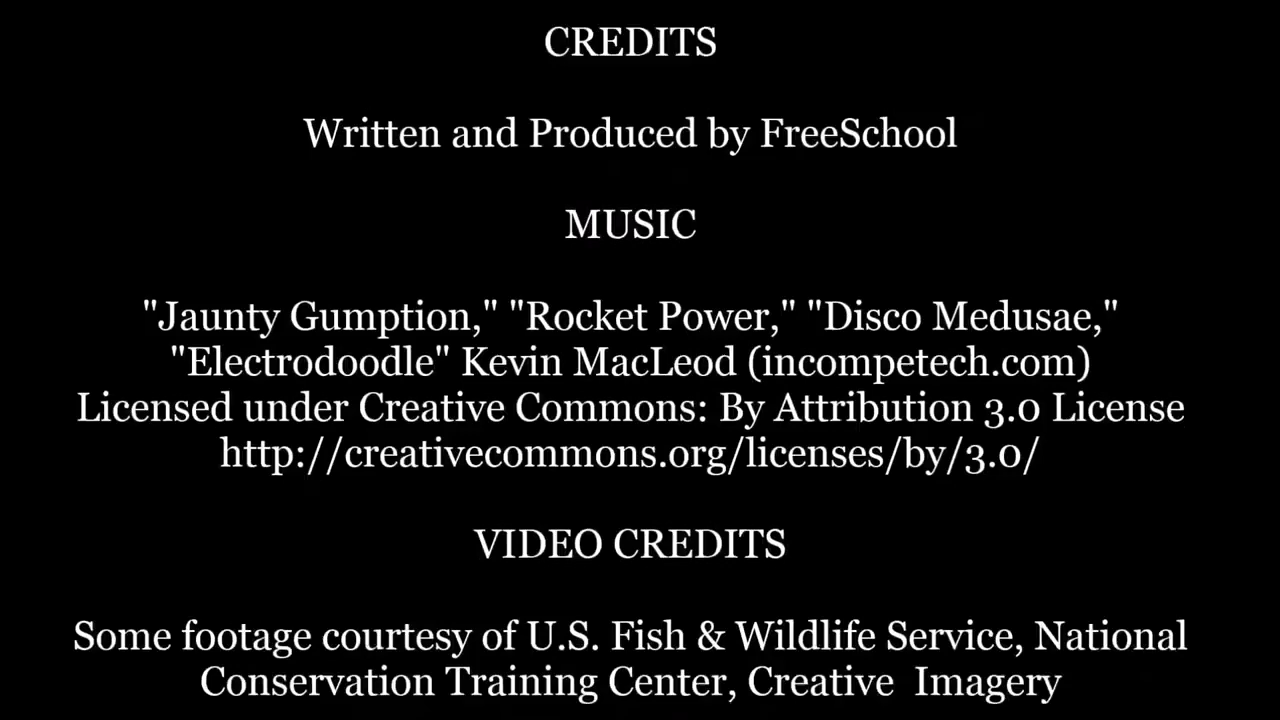 CREDITS
Written and Produced by FreeSchool
MUSIC
"Jaunty Gumption," "Rocket Power," "Disco Medusae,"
"Electrodoodle" Kevin MacLeod (incompetech.com)
Licensed under Creative Commons: By Attribution 3.0 License
http://creativecommons.org/licenses/by/3.0/
VIDEO CREDITS
Some footage courtesy of U.S. Fish & Wildlife Service, National
Conservation Training Center, Creative  Imagery